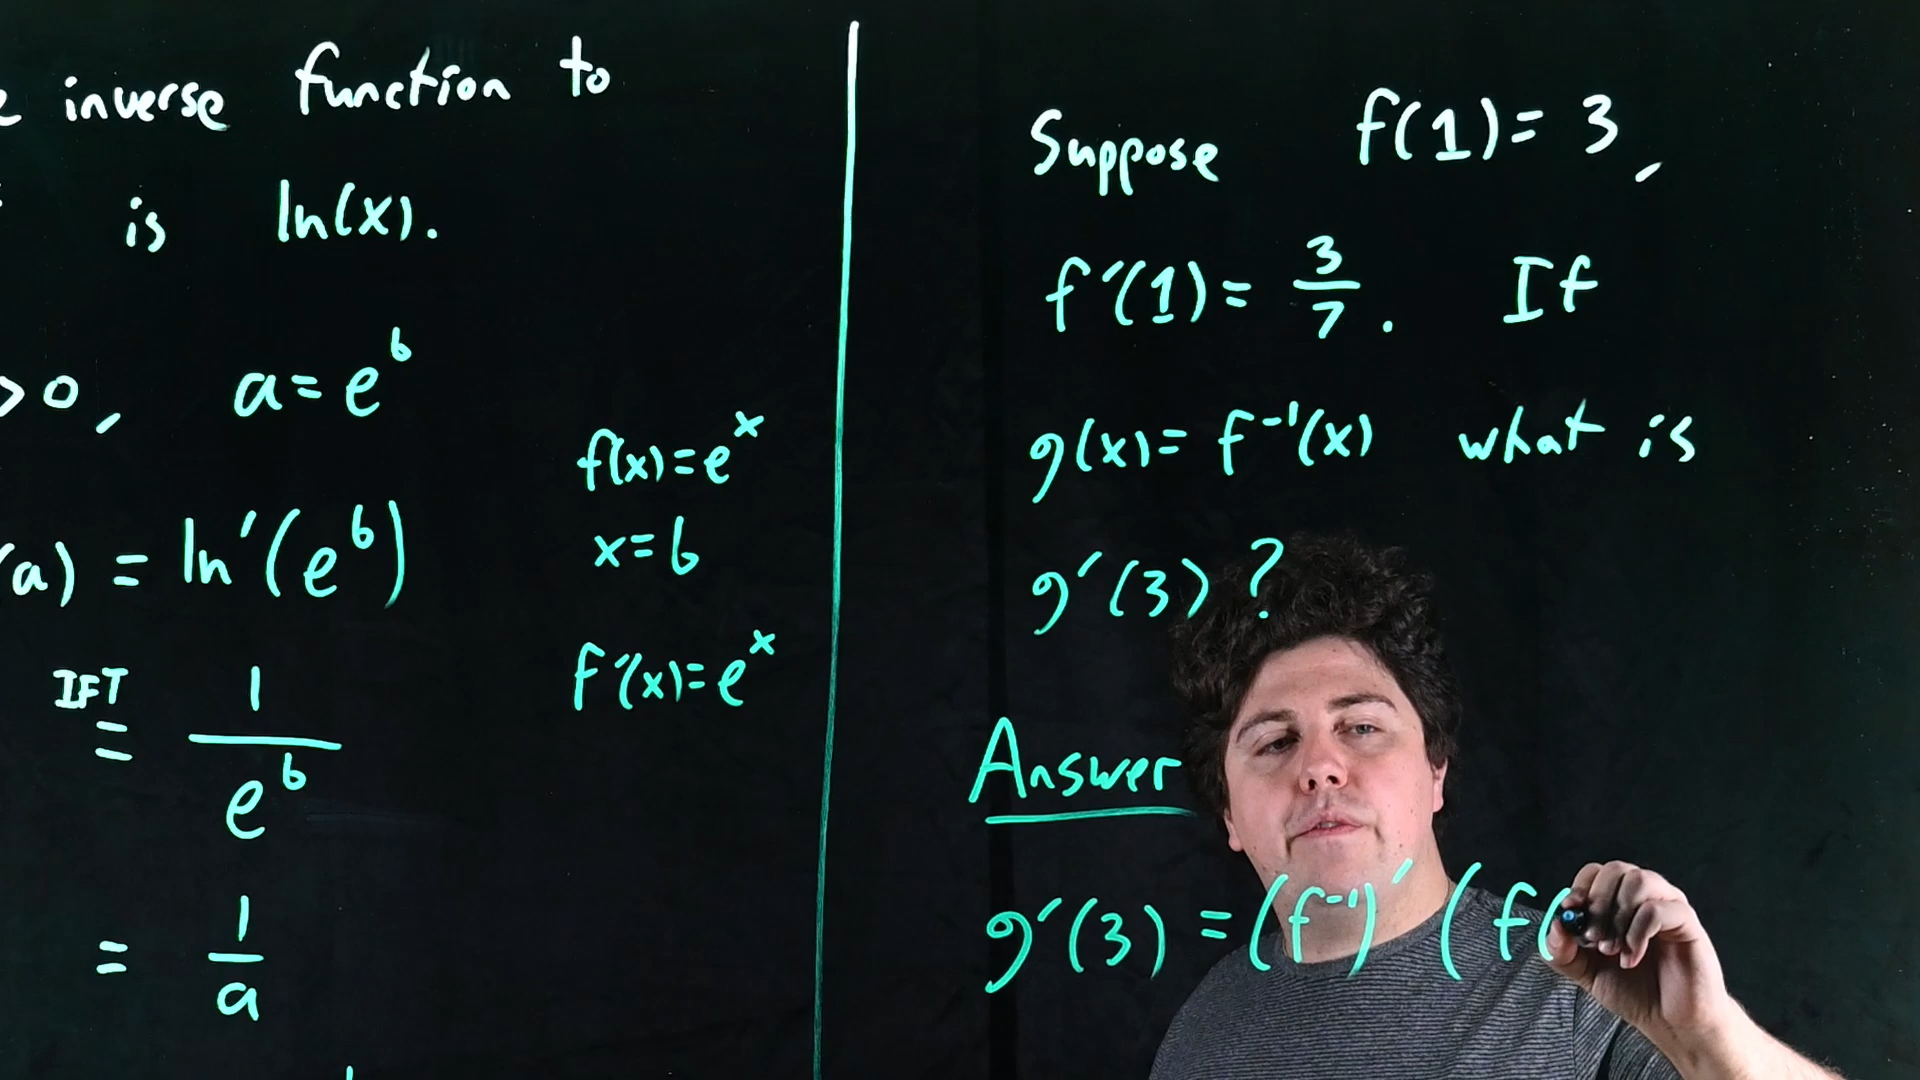 inverse function to
is ln(x).
>0, a=e^b
f(x)=e^x
x=b
(a) = ln'(e^b)
f'(x)=e^x
IFT
= 1/e^b
= 1/a
Suppose f(1)=3,
f'(1)=3/7. If
g(x)=f^-1(x) what is
g'(3)?
Answer
g'(3)=(f^-1)'(f(